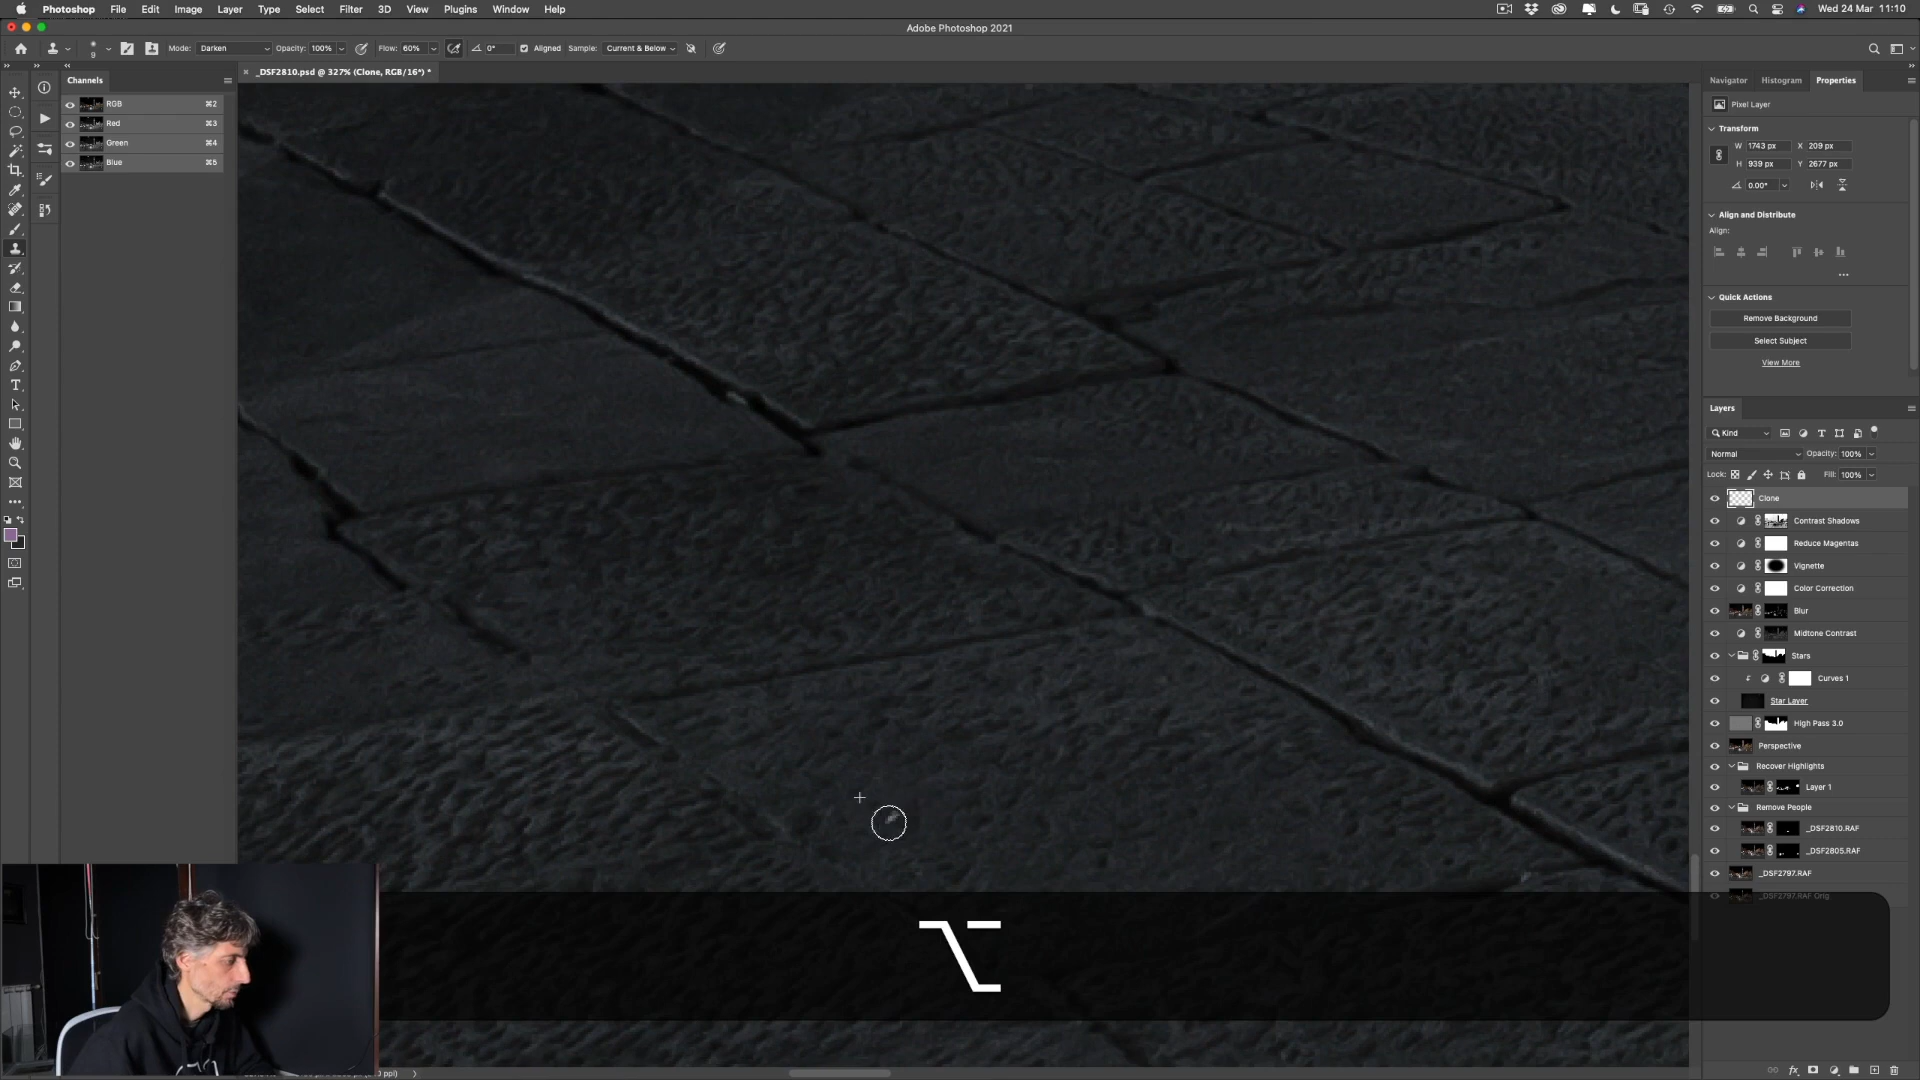 Photoshop File Edit Image Layer Type Select Filter 3D View Plugins Window Help Wed 24 Mar 11:10
Adobe Photoshop 2021
9 Mode: Darken Opacity: 100% Flow: 60% 0° Aligned Sample: Current & Below
_DSF2810.psd @ 327% (Clone, RGB/16*) *
Channels
RGB ⌘2
Red ⌘3
Green ⌘4
Blue ⌘5
Navigator Histogram Properties
Pixel Layer
Transform
W 1743 px X 209 px
H 939 px Y 2677 px
0.00°
Align and Distribute
Align:
Quick Actions
Remove Background
Select Subject
View More
Layers
Kind
Normal Opacity: 100%
Lock: Fill: 100%
Clone
Contrast Shadows
Reduce Magentas
Vignette
Color Correction
Blur
Midtone Contrast
Stars
Curves 1
Star Layer
High Pass 3.0
Perspective
Recover Highlights
Layer 1
Remove People
_DSF2810.RAF
_DSF2805.RAF
_DSF2797.RAF
_DSF2797.RAF Orig
⌥
ppi)